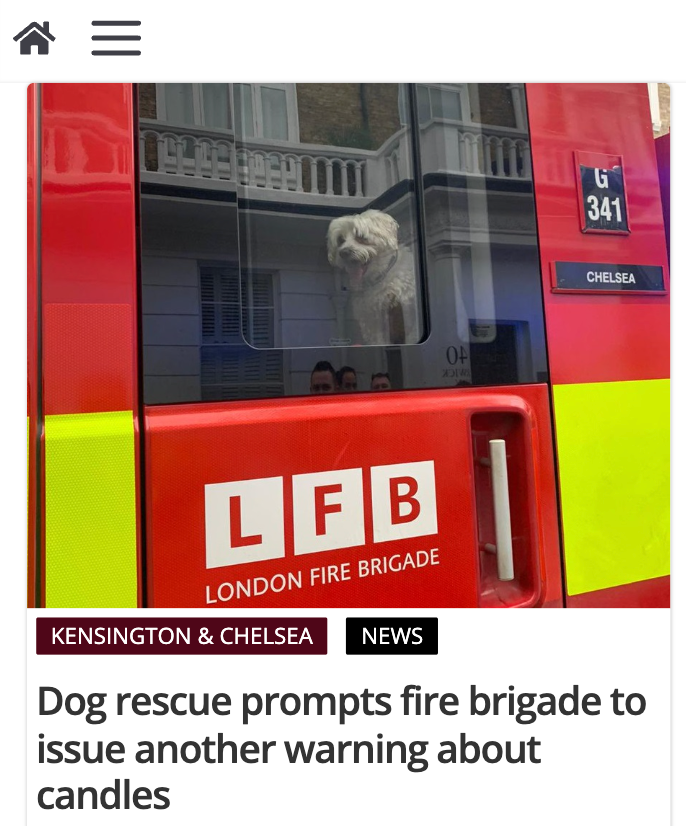 G
341
CHELSEA
40
LFB
LONDON FIRE BRIGADE
KENSINGTON & CHELSEA
NEWS
Dog rescue prompts fire brigade to
issue another warning about
candles